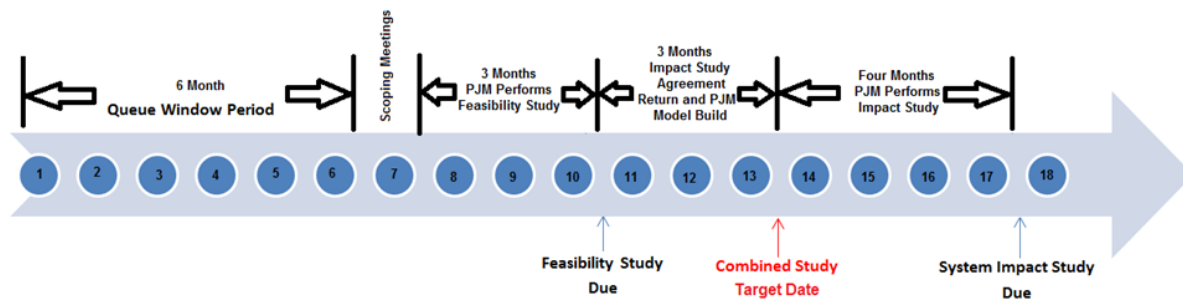 6 Month
Queue Window Period
Scoping Meetings
3 Months
PJM Performs
Feasibility Study
3 Months
Impact Study
Agreement
Return and PJM
Model Build
Four Months
PJM Performs
Impact Study
1 2 3 4 5 6 7 8 9 10 11 12 13 14 15 16 17 18
Feasibility Study
Due
Combined Study
Target Date
System Impact Study
Due